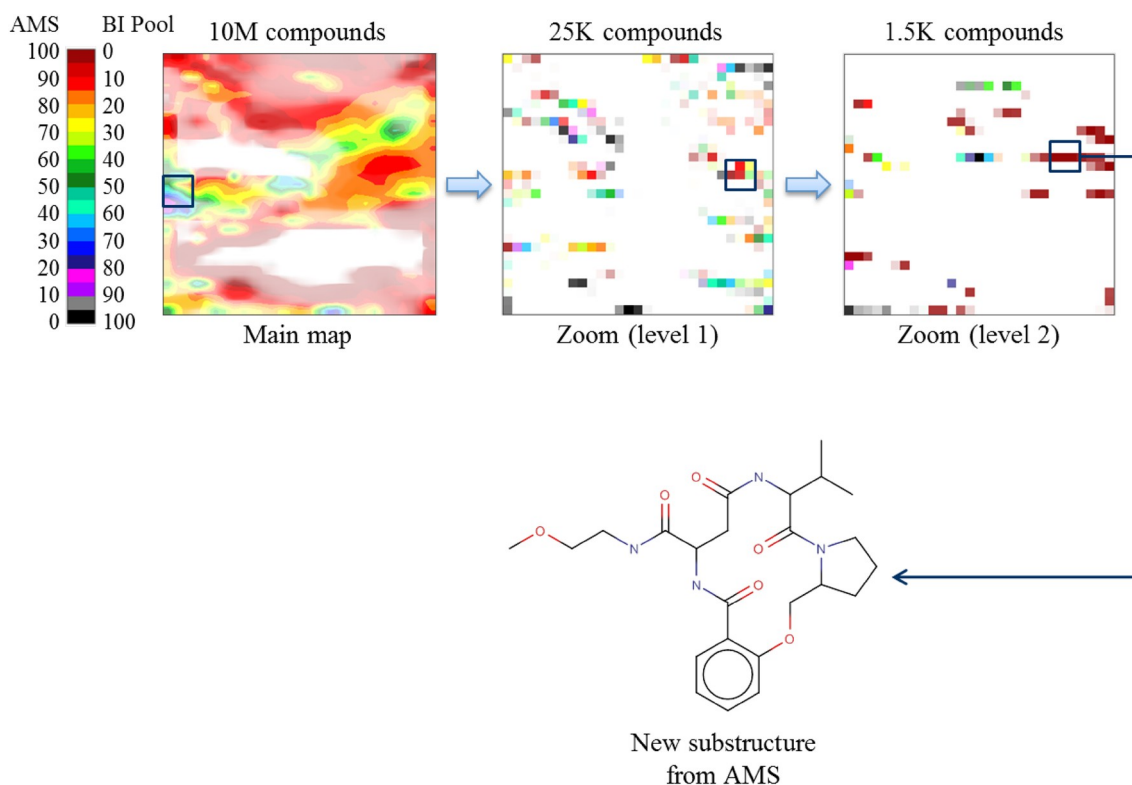 AMS BI Pool 10M compounds 25K compounds 1.5K compounds
100 0
90 10
80 20
70 30
60 40
50 50
40 60
30 70
20 80
10 90
0 100
Main map Zoom (level 1) Zoom (level 2)
O N
O O
O N O N
N O
O
New substructure
from AMS